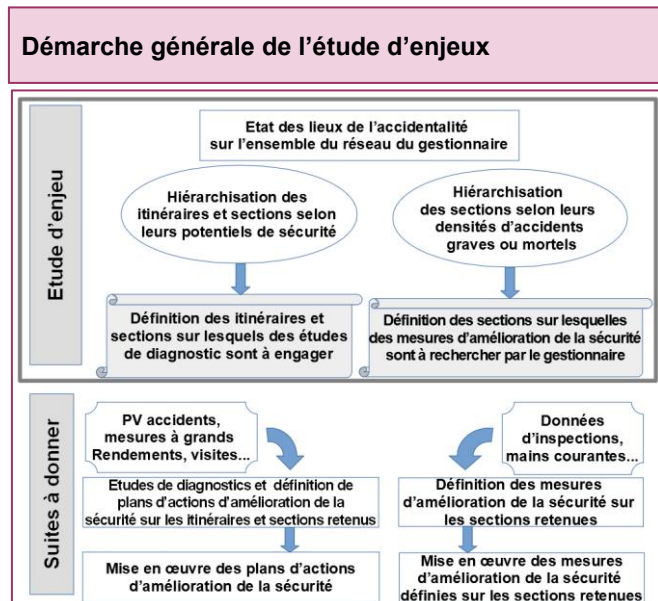 Démarche générale de l'étude d'enjeux
Etude d'enjeu
Etat des lieux de l'accidentalité
sur l'ensemble du réseau du gestionnaire
Hiérarchisation des
itinéraires et sections selon
leurs potentiels de sécurité
Hiérarchisation
des sections selon leurs
densités d'accidents
graves ou mortels
Définition des itinéraires et
sections sur lesquels des études
de diagnostic sont à engager
Définition des sections sur lesquelles
des mesures d'amélioration de la sécurité
sont à rechercher par le gestionnaire
Suites à donner
PV accidents,
mesures à grands
Rendements, visites...
Données
d'inspections,
mains courantes...
Etudes de diagnostics et définition de
plans d'actions d'amélioration de la
sécurité sur les itinéraires et sections retenus
Définition des mesures
d'amélioration de la sécurité sur
les sections retenues
Mise en œuvre des plans d'actions
d'amélioration de la sécurité
Mise en œuvre des mesures
d'amélioration de la sécurité
définies sur les sections retenues